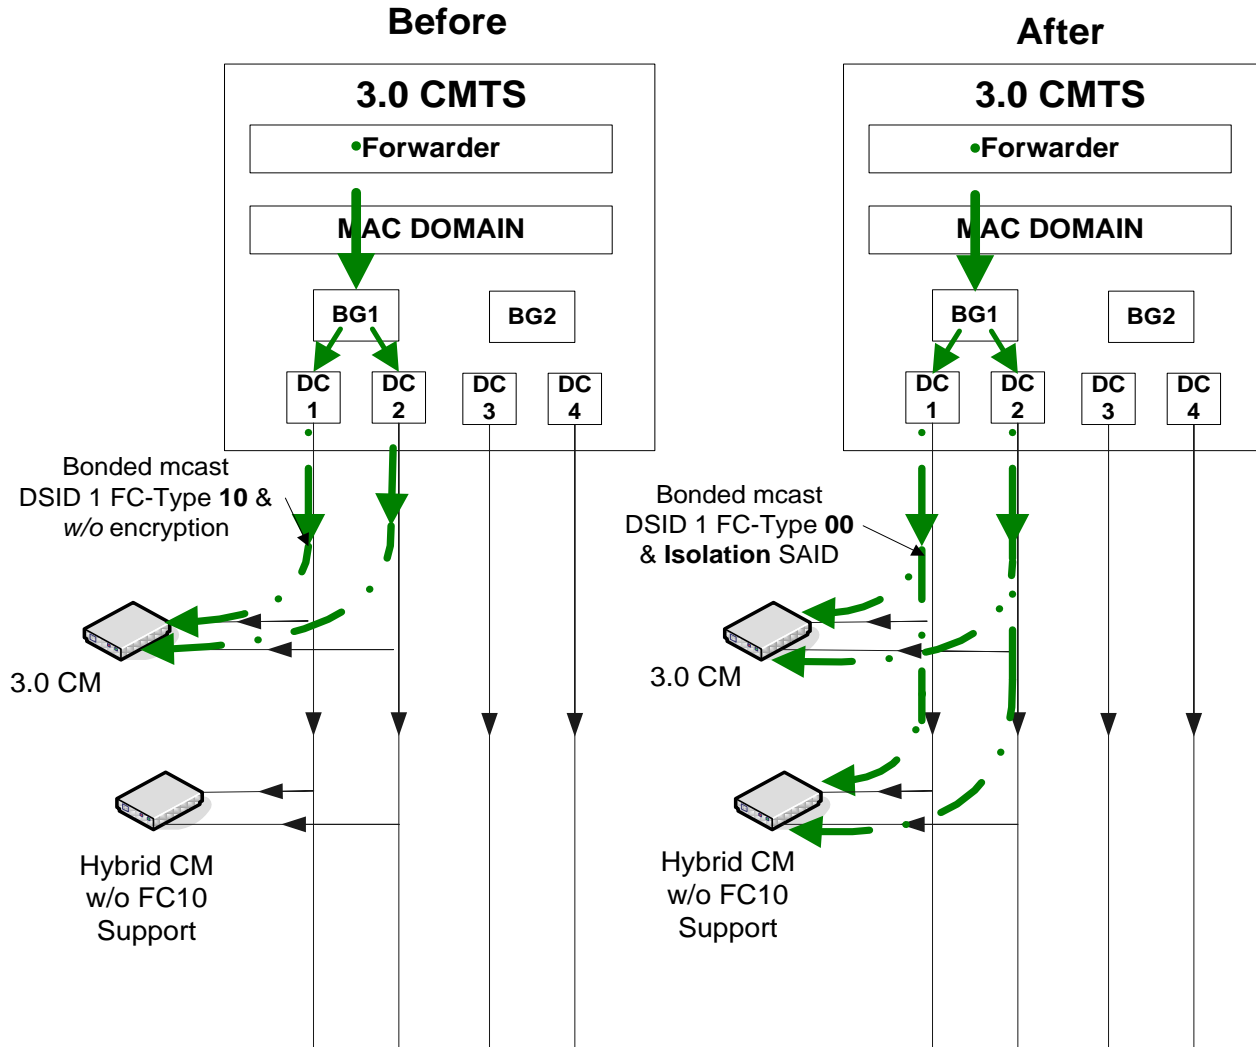 Before
3.0 CMTS
•Forwarder
MAC DOMAIN
BG1
BG2
DC
1
DC
2
DC
3
DC
4
Bonded mcast
DSID 1 FC-Type 10 &
w/o encryption
3.0 CM
Hybrid CM
w/o FC10
Support
After
3.0 CMTS
•Forwarder
MAC DOMAIN
BG1
BG2
DC
1
DC
2
DC
3
DC
4
Bonded mcast
DSID 1 FC-Type 00
& Isolation SAID
3.0 CM
Hybrid CM
w/o FC10
Support